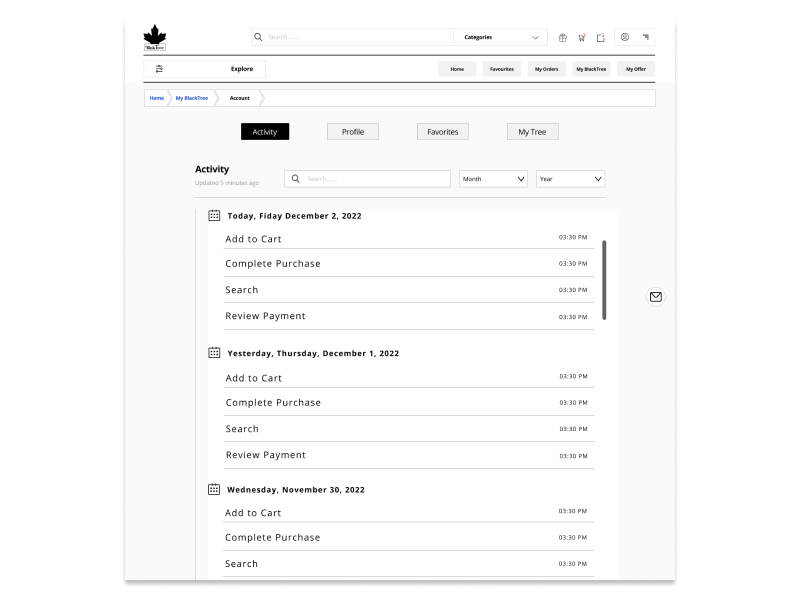 BlackTree
Search......
Categories
Explore
Home
Favourites
My Orders
My BlackTree
My Offer
Home
My BlackTree
Account
Activity
Profile
Favorites
My Tree
Activity
Updated 5 minutes ago
Search......
Month
Year
Today, Fiday December 2, 2022
Add to Cart 03:30 PM
Complete Purchase 03:30 PM
Search 03:30 PM
Review Payment 03:30 PM
Yesterday, Thursday, December 1, 2022
Add to Cart 03:30 PM
Complete Purchase 03:30 PM
Search 03:30 PM
Review Payment 03:30 PM
Wednesday, November 30, 2022
Add to Cart 03:30 PM
Complete Purchase 03:30 PM
Search 03:30 PM